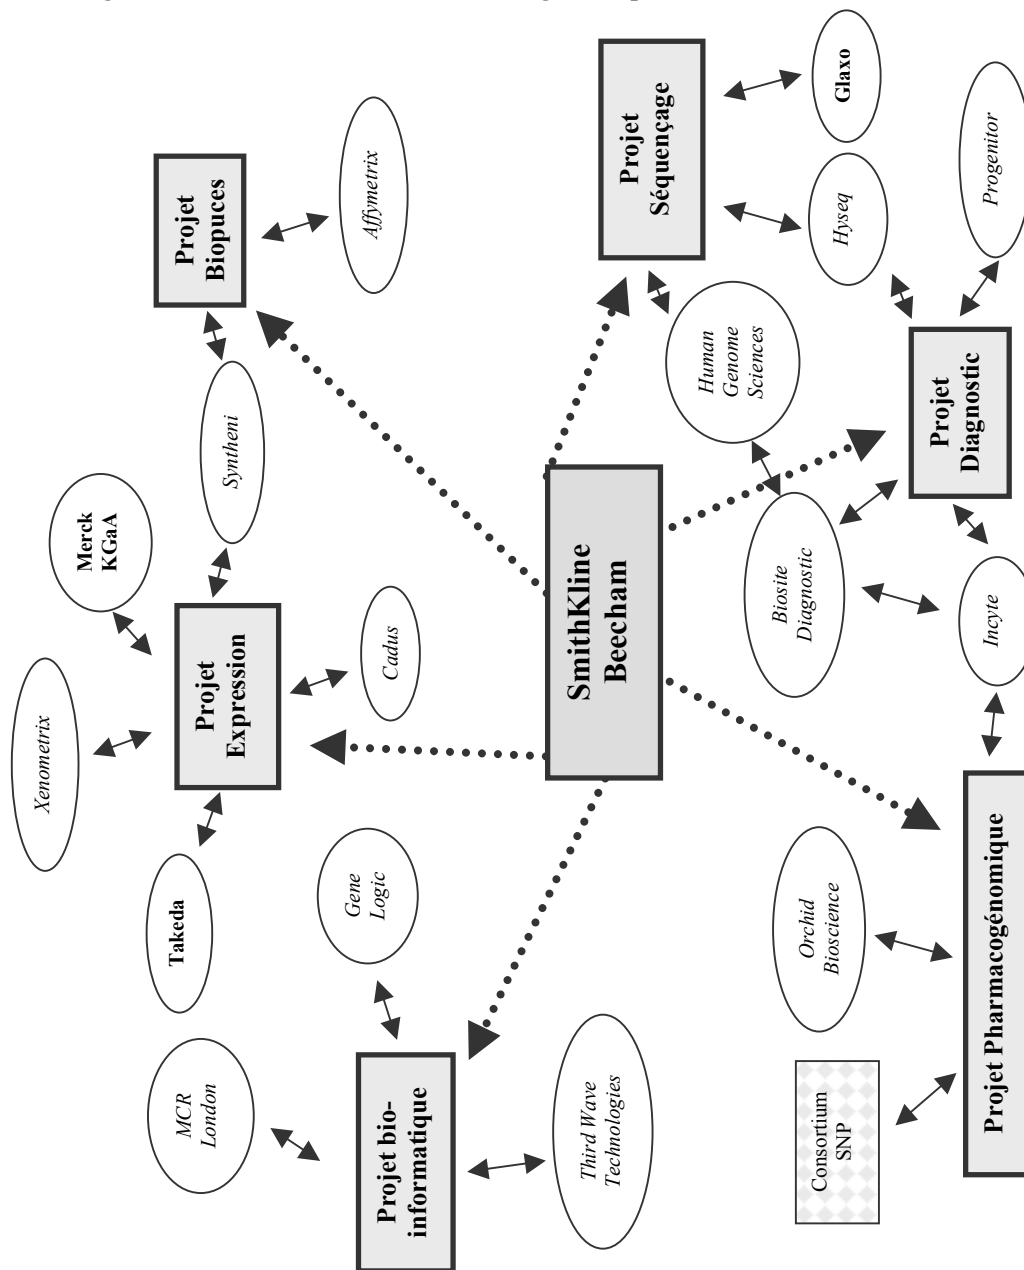 Xenometrix
Merck
KGaA
Takeda
MCR
London
Projet
Expression
Syntheni
Projet
Biopuces
Gene
Logic
Cadus
Affymetrix
Projet bio-
informatique
Third Wave
Technologies
SmithKline
Beecham
Projet
Séquençage
Human
Genome
Sciences
Consortium
SNP
Orchid
Bioscience
Biosite
Diagnostic
Hyseq
Glaxo
Projet
Diagnostic
Projet Pharmacogénomique
Incyte
Progenitor